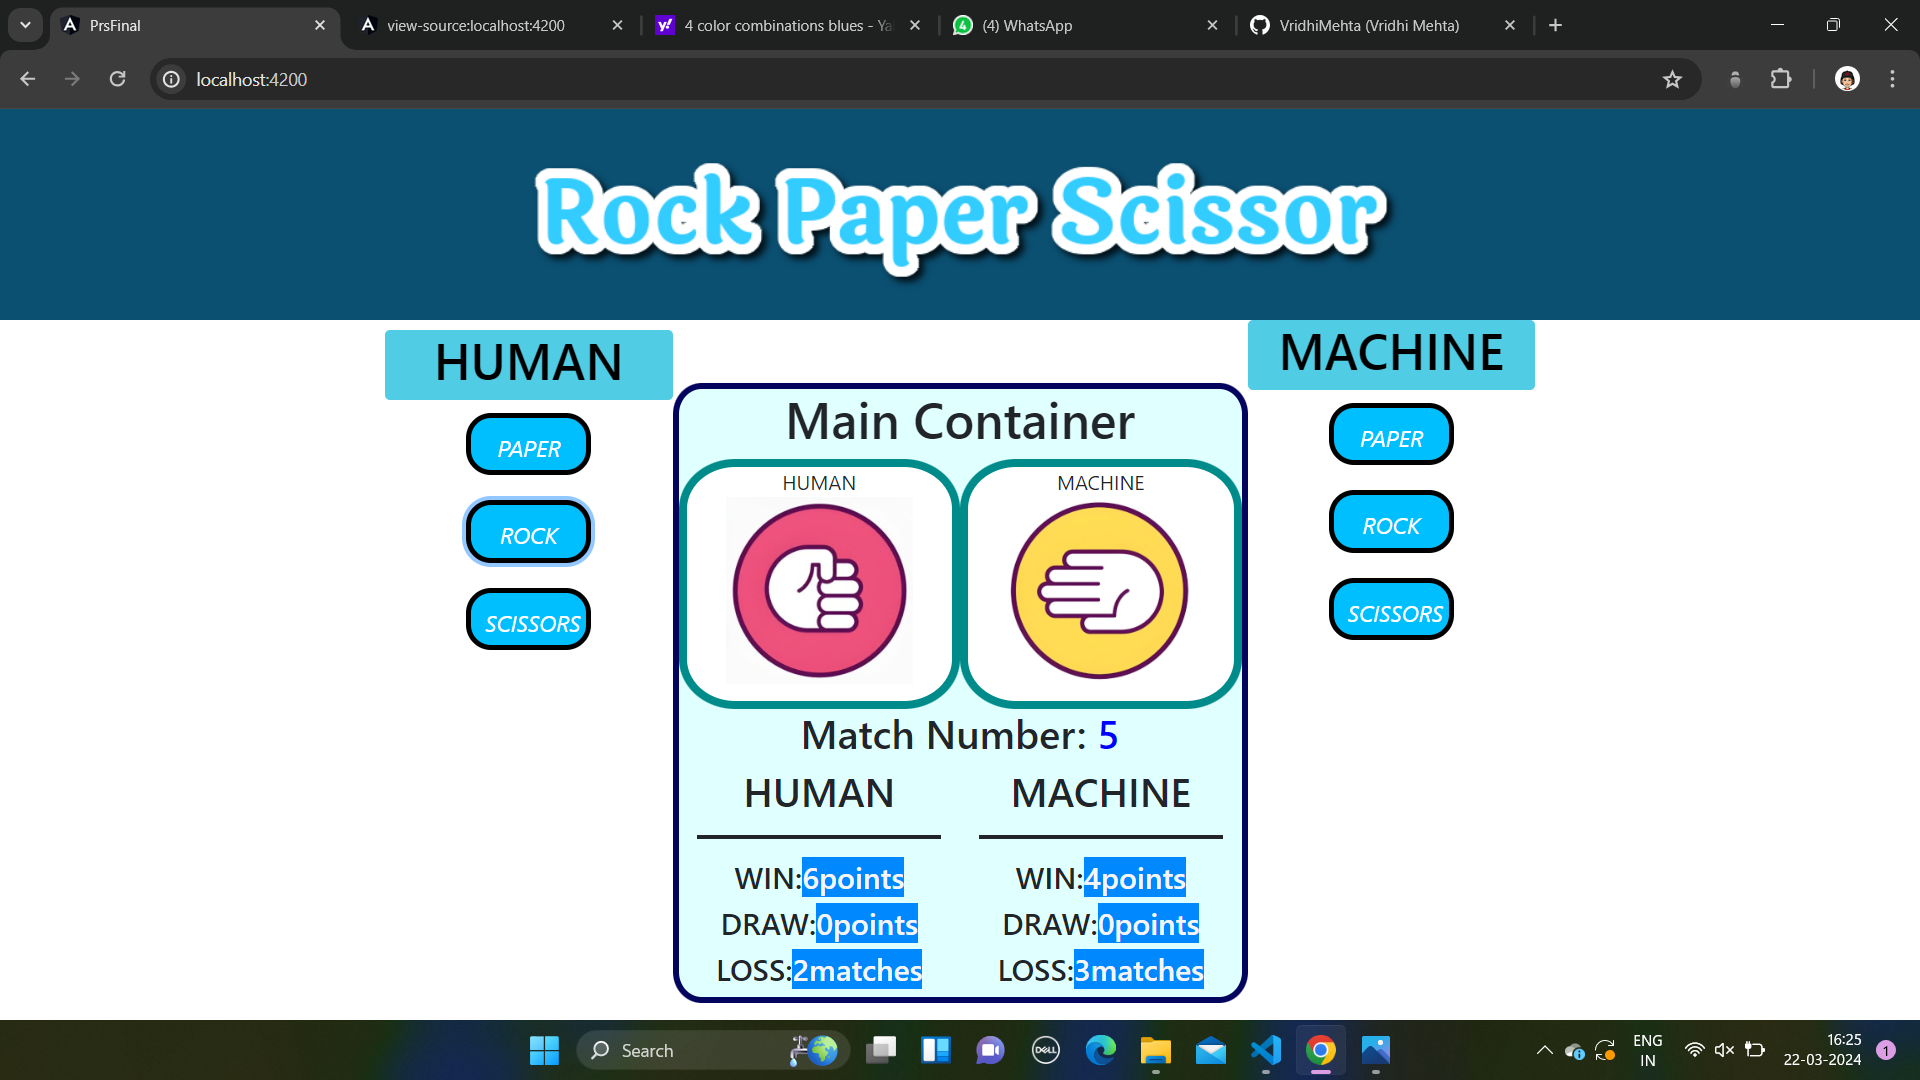 PrsFinal
view-source:localhost:4200
4 color combinations blues - Ya
(4) WhatsApp
VridhiMehta (Vridhi Mehta)
localhost:4200
Rock Paper Scissor
HUMAN
MACHINE
PAPER
ROCK
SCISSORS
Main Container
HUMAN
MACHINE
PAPER
ROCK
SCISSORS
Match Number: 5
HUMAN
MACHINE
WIN:6points
WIN:4points
DRAW:0points
DRAW:0points
LOSS:2matches
LOSS:3matches
Search
DELL
ENG
IN
16:25
22-03-2024
1